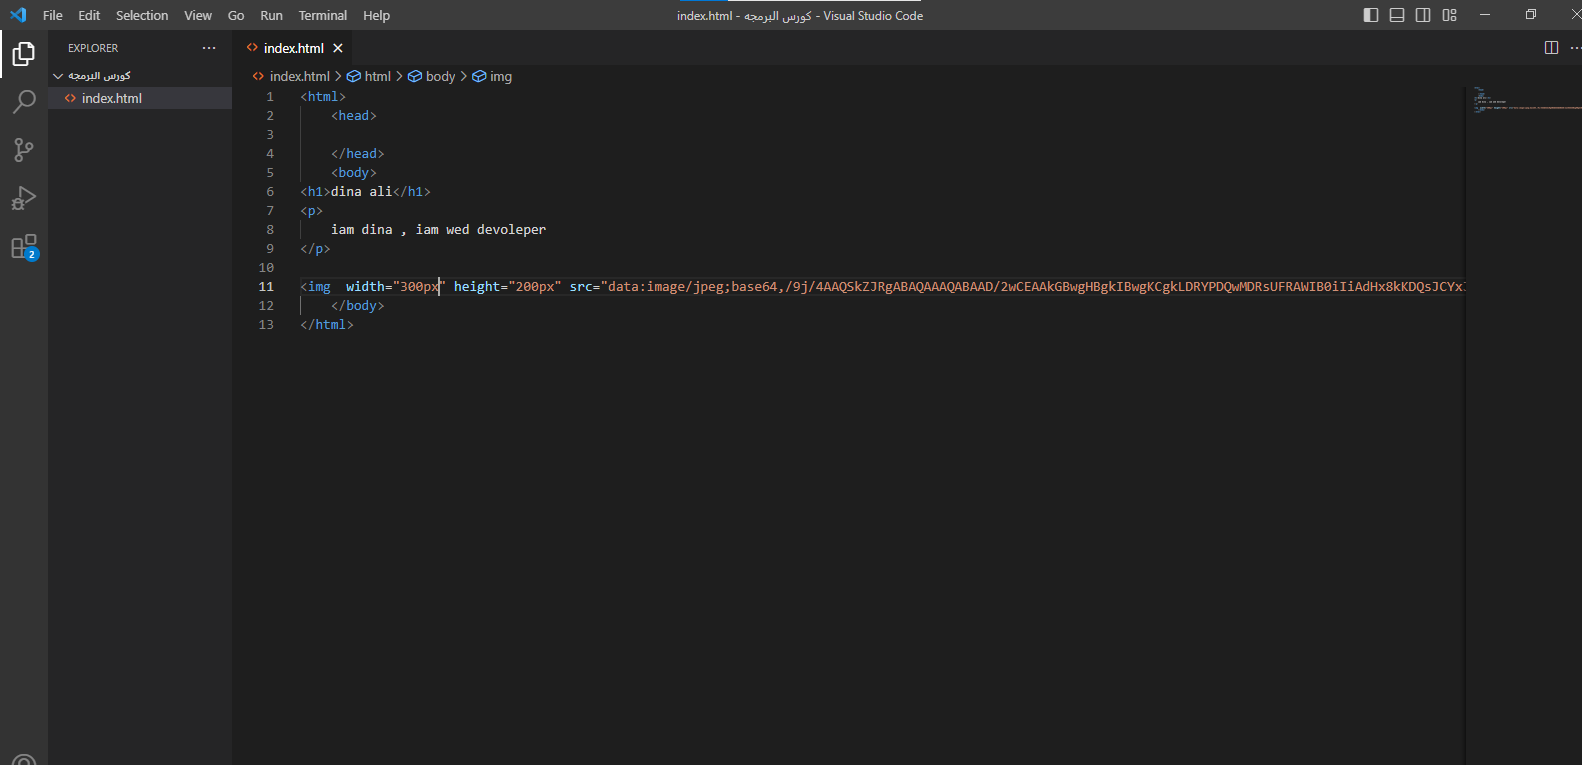 File Edit Selection View Go Run Terminal Help
index.html - كورس البرمجه - Visual Studio Code
EXPLORER
index.html
كورس البرمجه
index.html
index.html > html > body > img
1 <html>
2 <head>
3
4 </head>
5 <body>
6 <h1>dina ali</h1>
7 <p>
8 iam dina , iam wed devoleper
9 </p>
10
11 <img width="300px" height="200px" src="data:image/jpeg;base64,/9j/4AAQSkZJRgABAQAAAQABAAD/2wCEAAkGBwgHBgkIBwgKCgkLDRYPDQwMDRsUFRAWIB0iIiAdHx8kKDQsJCYx
12 </body>
13 </html>
2